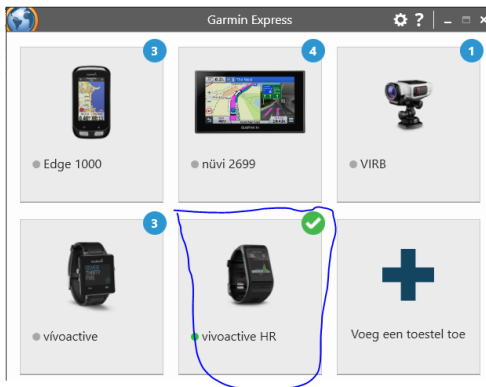 Garmin Express
?
3
4
1
Edge 1000
nüvi 2699
VIRB
3
vívoactive
vivoactive HR
Voeg een toestel toe